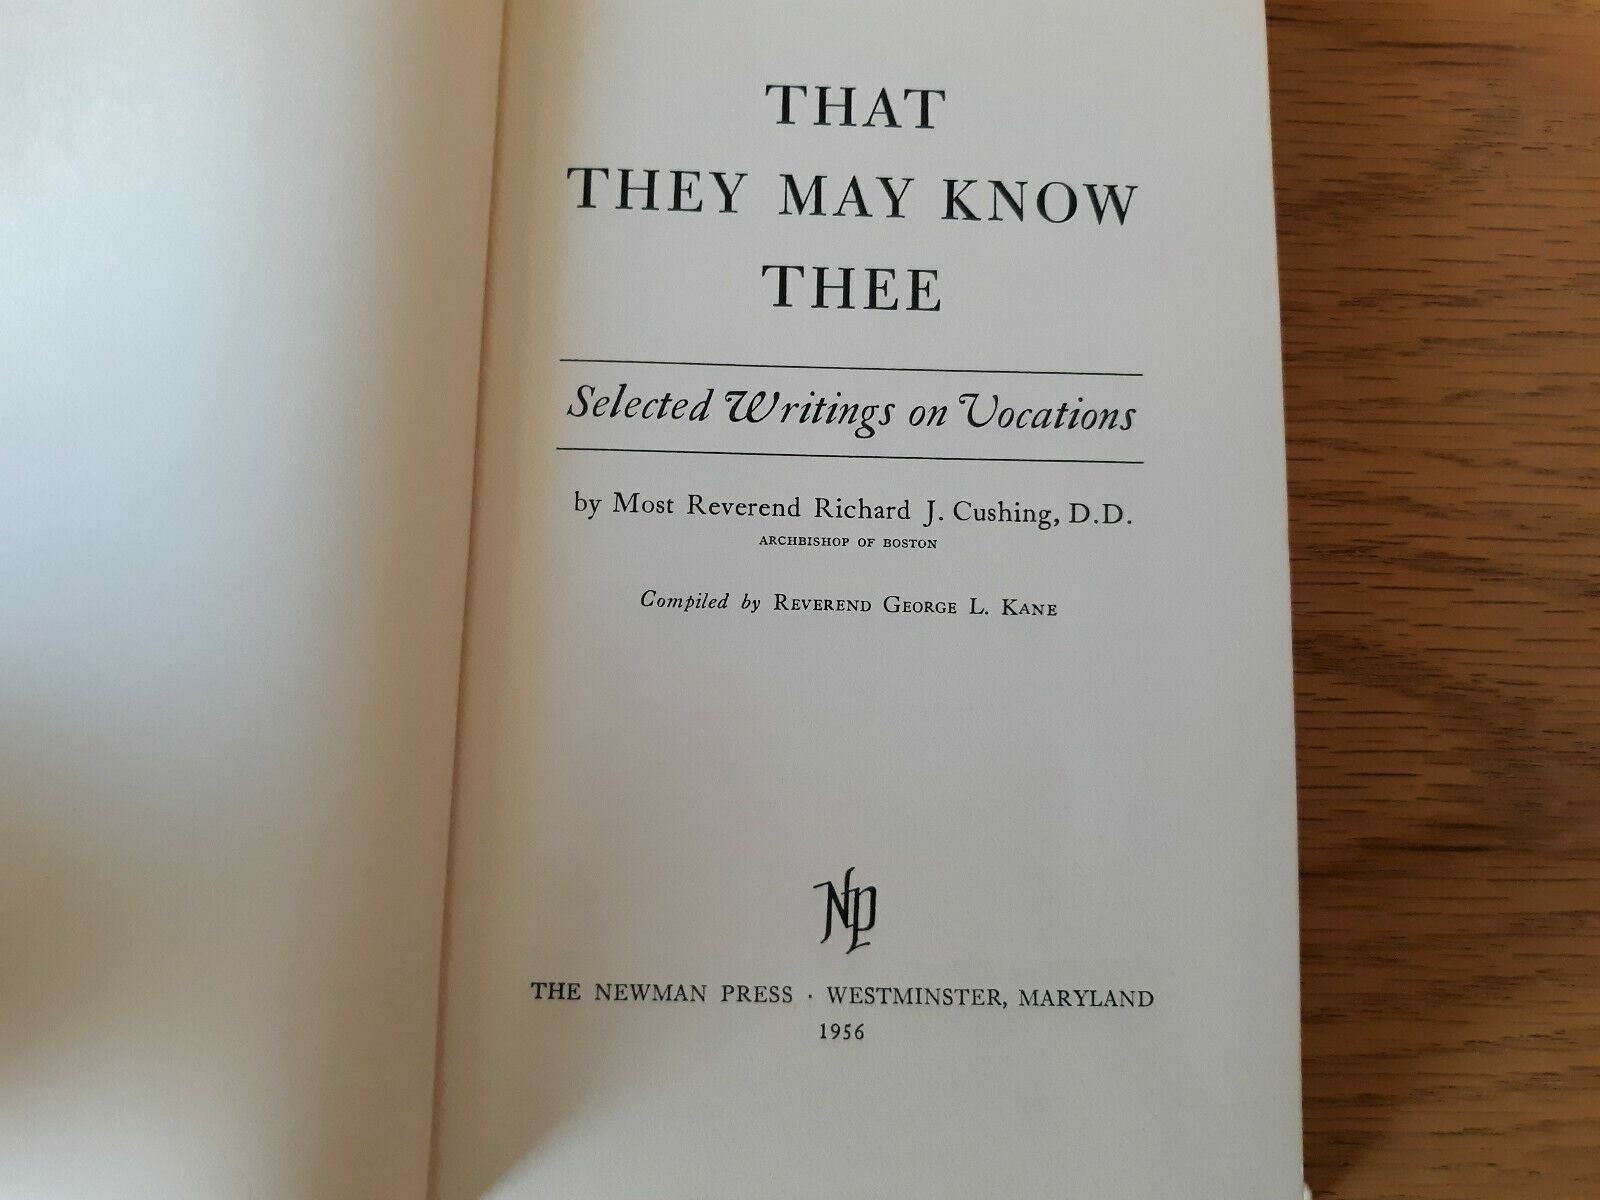 THAT
THEY MAY KNOW
THEE
Selected Writings on Vocations
by Most Reverend Richard J. Cushing, D.D.
ARCHBISHOP OF BOSTON
Compiled by REVEREND GEORGE L. KANE
NP
THE NEWMAN PRESS · WESTMINSTER, MARYLAND
1956